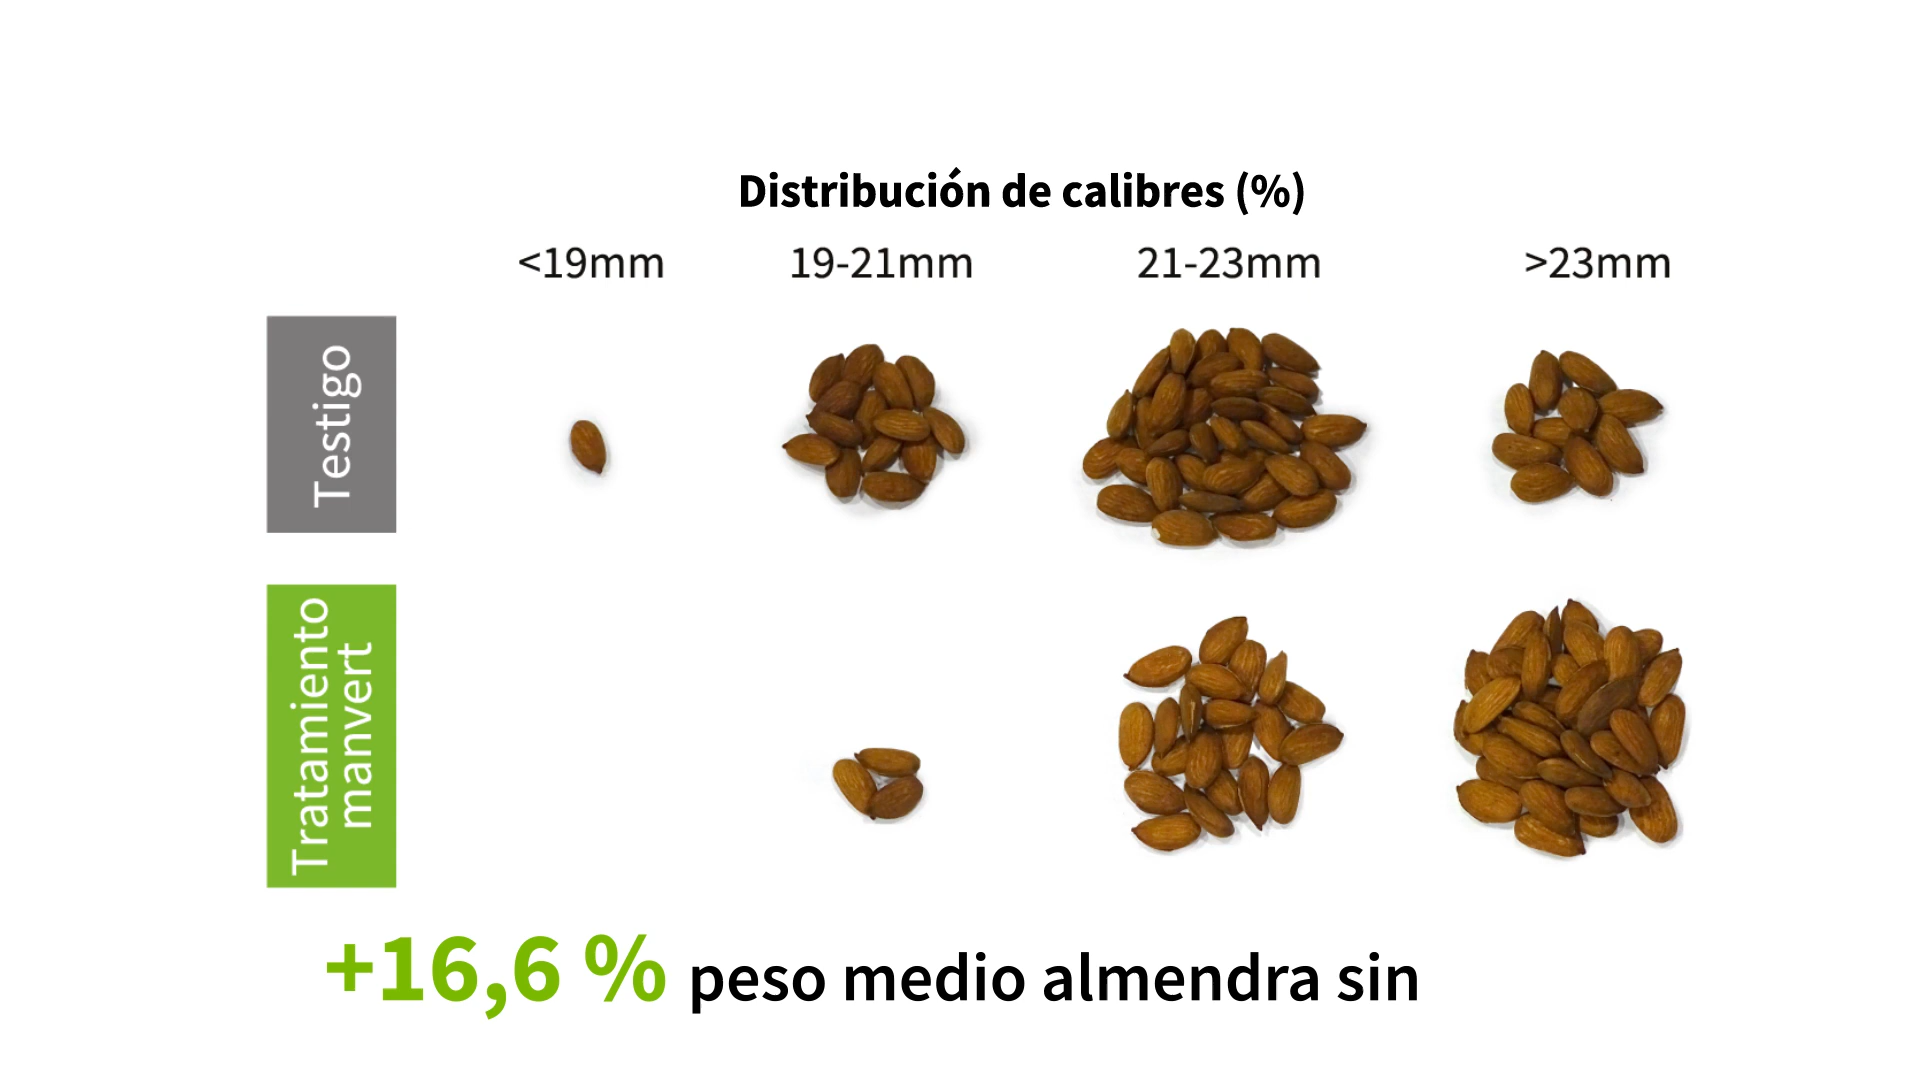 Distribución de calibres (%)
<19mm 19-21mm 21-23mm >23mm
Testigo
Tratamiento
manvert
+16,6 % peso medio almendra sin